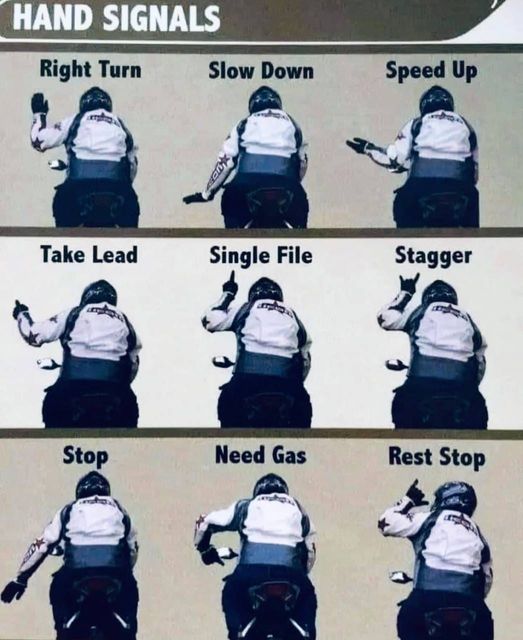 HAND SIGNALS
Right Turn
Slow Down
Speed Up
Take Lead
Single File
Stagger
Stop
Need Gas
Rest Stop